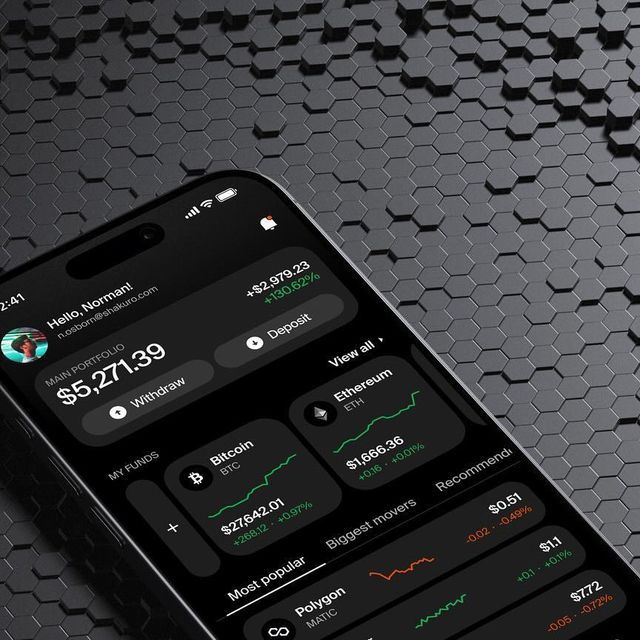 2:41
Hello, Norman!
n.osborn@shakuro.com
MAIN PORTFOLIO
$5,271.39
+$2 979.23
+130.62%
Withdraw
Deposit
MY FUNDS
View all
+
Bitcoin
BTC
$27,642.01
+268.12 · +0.97%
Ethereum
ETH
$1,666.36
+0.16 · +0.01%
Most popular
Biggest movers
Recommend
Polygon
MATIC
$0.51
-0.02 · -0.49%
$1.1
+0.1 · +0.1%
$7.72
-0.05 · -0.72%